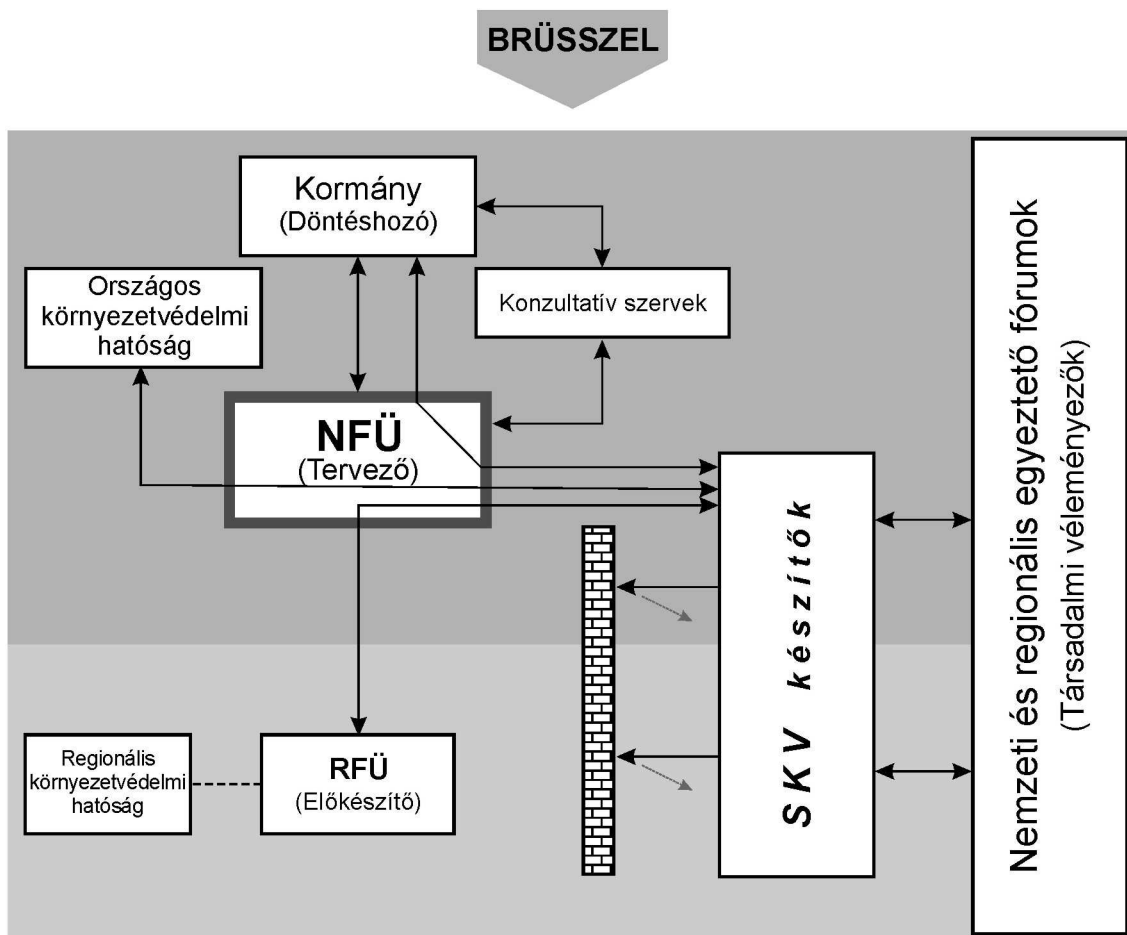 BRÜSSZEL
Kormány
(Döntéshozó)
Országos
környezetvédelmi
hatóság
Konzultatív szervek
NFÜ
(Tervező)
SKV készítők
Nemzeti és regionális egyeztető fórumok
(Társadalmi véleményezők)
Regionális
környezetvédelmi
hatóság
RFÜ
(Előkészítő)